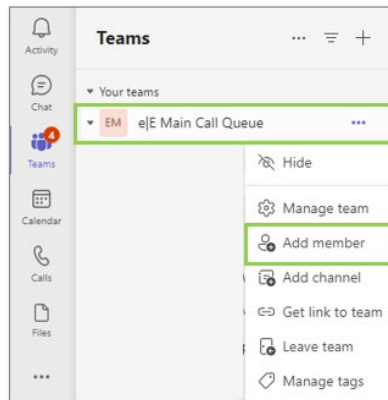 Activity
Chat
4
Teams
Calendar
Calls
Files
Teams
Your teams
EM e|E Main Call Queue
Hide
Manage team
Add member
Add channel
Get link to team
Leave team
Manage tags